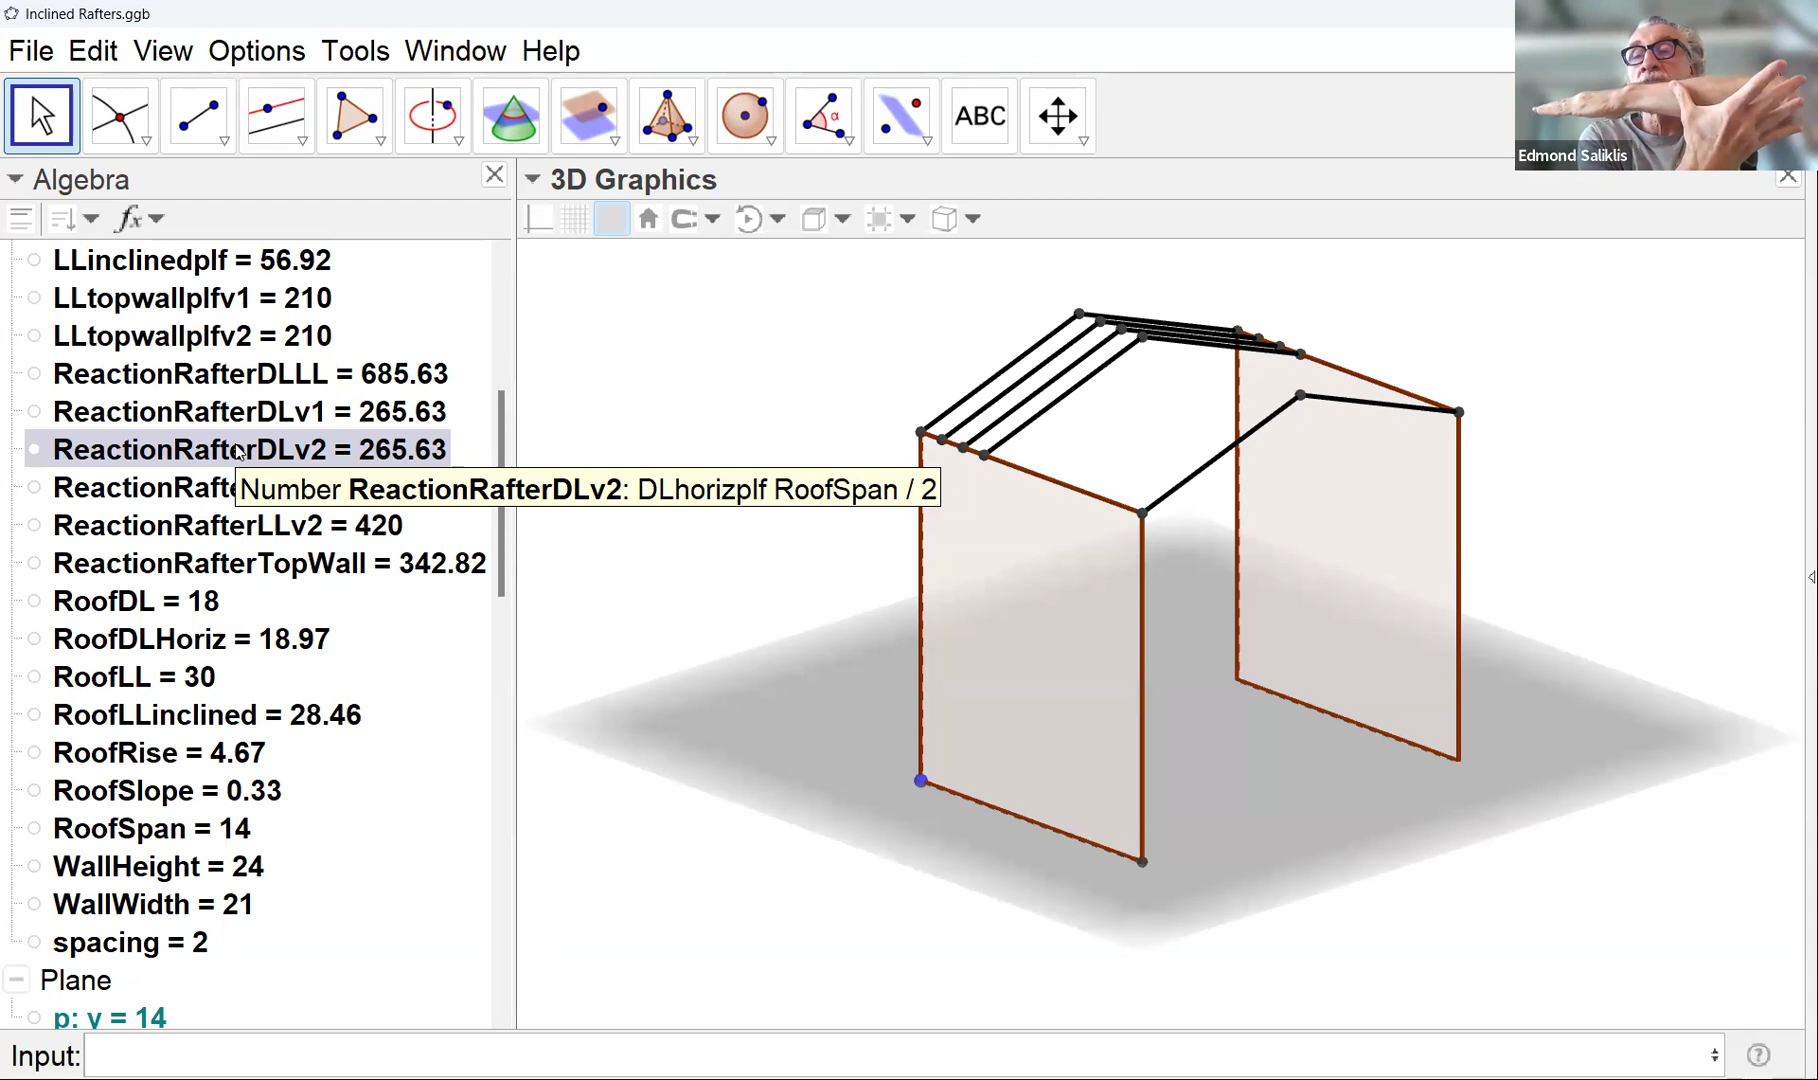 Inclined Rafters.ggb
File Edit View Options Tools Window Help
ABC
α
Edmond Saliklis
Algebra
3D Graphics
fx
LLinclinedplf = 56.92
LLtopwallplfv1 = 210
LLtopwallplfv2 = 210
ReactionRafterDLLL = 685.63
ReactionRafterDLv1 = 265.63
ReactionRafterDLv2 = 265.63
Number ReactionRafterDLv2: DLhorizplf RoofSpan / 2
ReactionRafterLLv2 = 420
ReactionRafterTopWall = 342.82
RoofDL = 18
RoofDLHoriz = 18.97
RoofLL = 30
RoofLLinclined = 28.46
RoofRise = 4.67
RoofSlope = 0.33
RoofSpan = 14
WallHeight = 24
WallWidth = 21
spacing = 2
Plane
p: y = 14
Input: